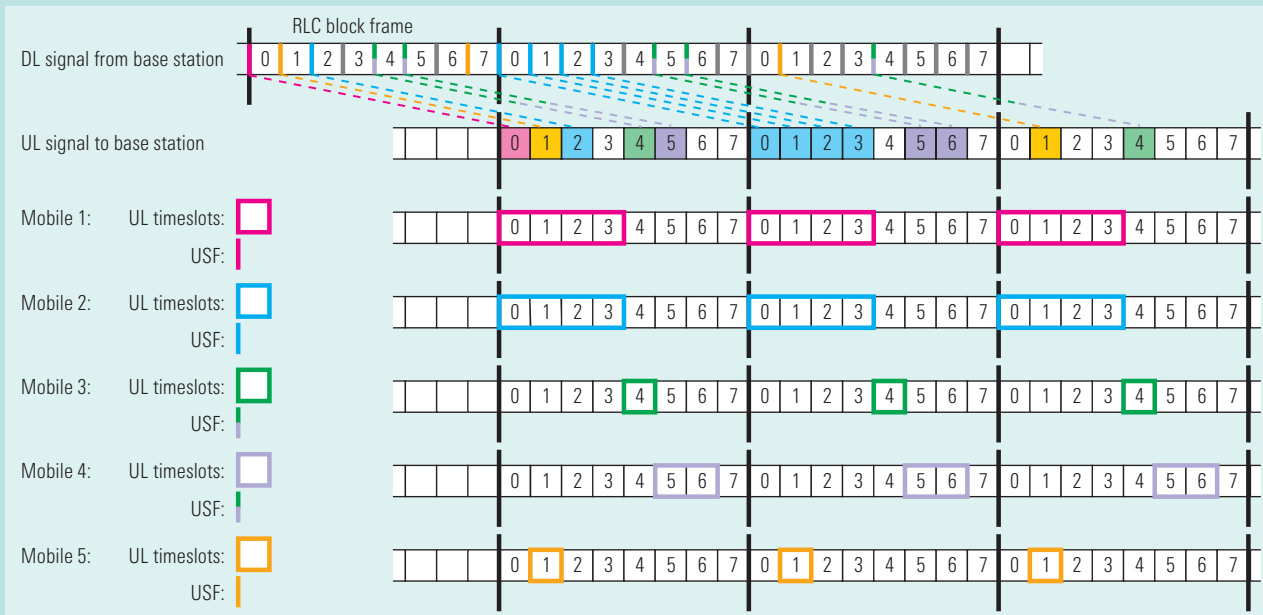 RLC block frame
DL signal from base station 0 1 2 3 4 5 6 7 0 1 2 3 4 5 6 7 0 1 2 3 4 5 6 7
UL signal to base station 0 1 2 3 4 5 6 7 0 1 2 3 4 5 6 7 0 1 2 3 4 5 6 7
Mobile 1: UL timeslots: 0 1 2 3 4 5 6 7 0 1 2 3 4 5 6 7 0 1 2 3 4 5 6 7
USF:
Mobile 2: UL timeslots: 0 1 2 3 4 5 6 7 0 1 2 3 4 5 6 7 0 1 2 3 4 5 6 7
USF:
Mobile 3: UL timeslots: 0 1 2 3 4 5 6 7 0 1 2 3 4 5 6 7 0 1 2 3 4 5 6 7
USF:
Mobile 4: UL timeslots: 0 1 2 3 4 5 6 7 0 1 2 3 4 5 6 7 0 1 2 3 4 5 6 7
USF:
Mobile 5: UL timeslots: 0 1 2 3 4 5 6 7 0 1 2 3 4 5 6 7 0 1 2 3 4 5 6 7
USF: